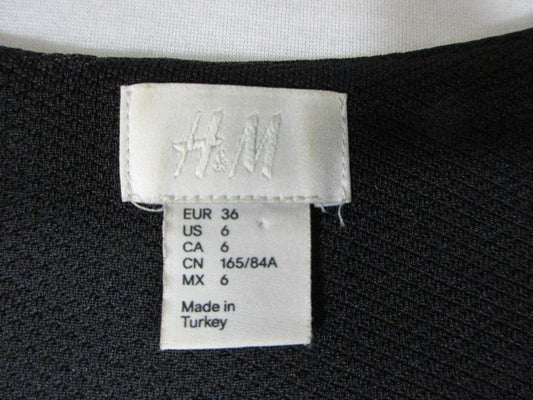 H&M
EUR 36
US 6
CA 6
CN 165/84A
MX 6
Made in
Turkey